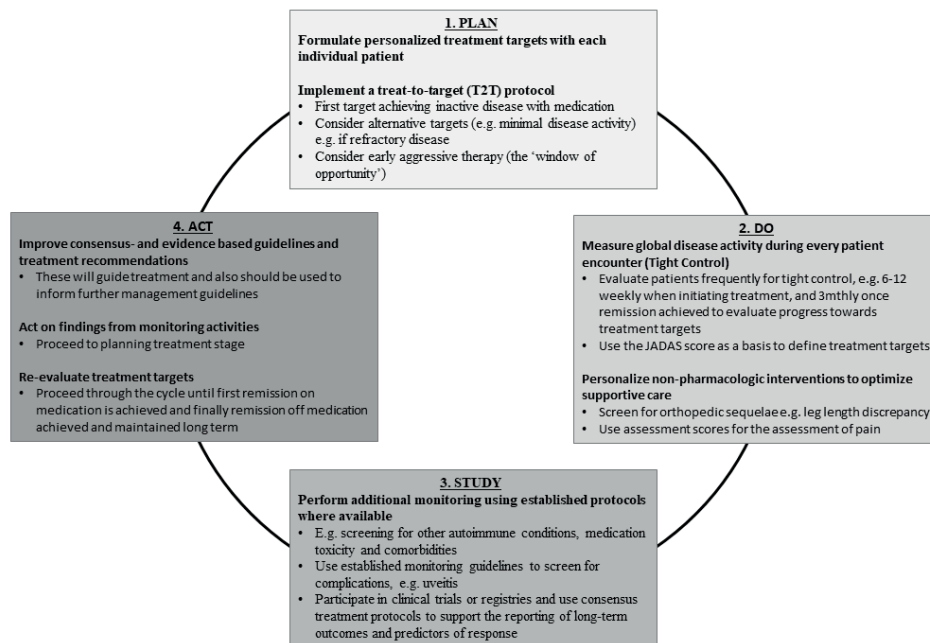 1. PLAN
Formulate personalized treatment targets with each
individual patient
Implement a treat-to-target (T2T) protocol
• First target achieving inactive disease with medication
• Consider alternative targets (e.g. minimal disease activity)
e.g. if refractory disease
• Consider early aggressive therapy (the ‘window of
opportunity’)
2. DO
Measure global disease activity during every patient
encounter (Tight Control)
• Evaluate patients frequently for tight control, e.g. 6-12
weekly when initiating treatment, and 3mthly once
remission achieved to evaluate progress towards
treatment targets
• Use the JADAS score as a basis to define treatment targets
Personalize non-pharmacologic interventions to optimize
supportive care
• Screen for orthopedic sequelae e.g. leg length discrepancy
• Use assessment scores for the assessment of pain
3. STUDY
Perform additional monitoring using established protocols
where available
• E.g. screening for other autoimmune conditions, medication
toxicity and comorbidities
• Use established monitoring guidelines to screen for
complications, e.g. uveitis
• Participate in clinical trials or registries and use consensus
treatment protocols to support the reporting of long-term
outcomes and predictors of response
4. ACT
Improve consensus- and evidence based guidelines and
treatment recommendations
• These will guide treatment and also should be used to
inform further management guidelines
Act on findings from monitoring activities
• Proceed to planning treatment stage
Re-evaluate treatment targets
• Proceed through the cycle until first remission on
medication is achieved and finally remission off medication
achieved and maintained long term